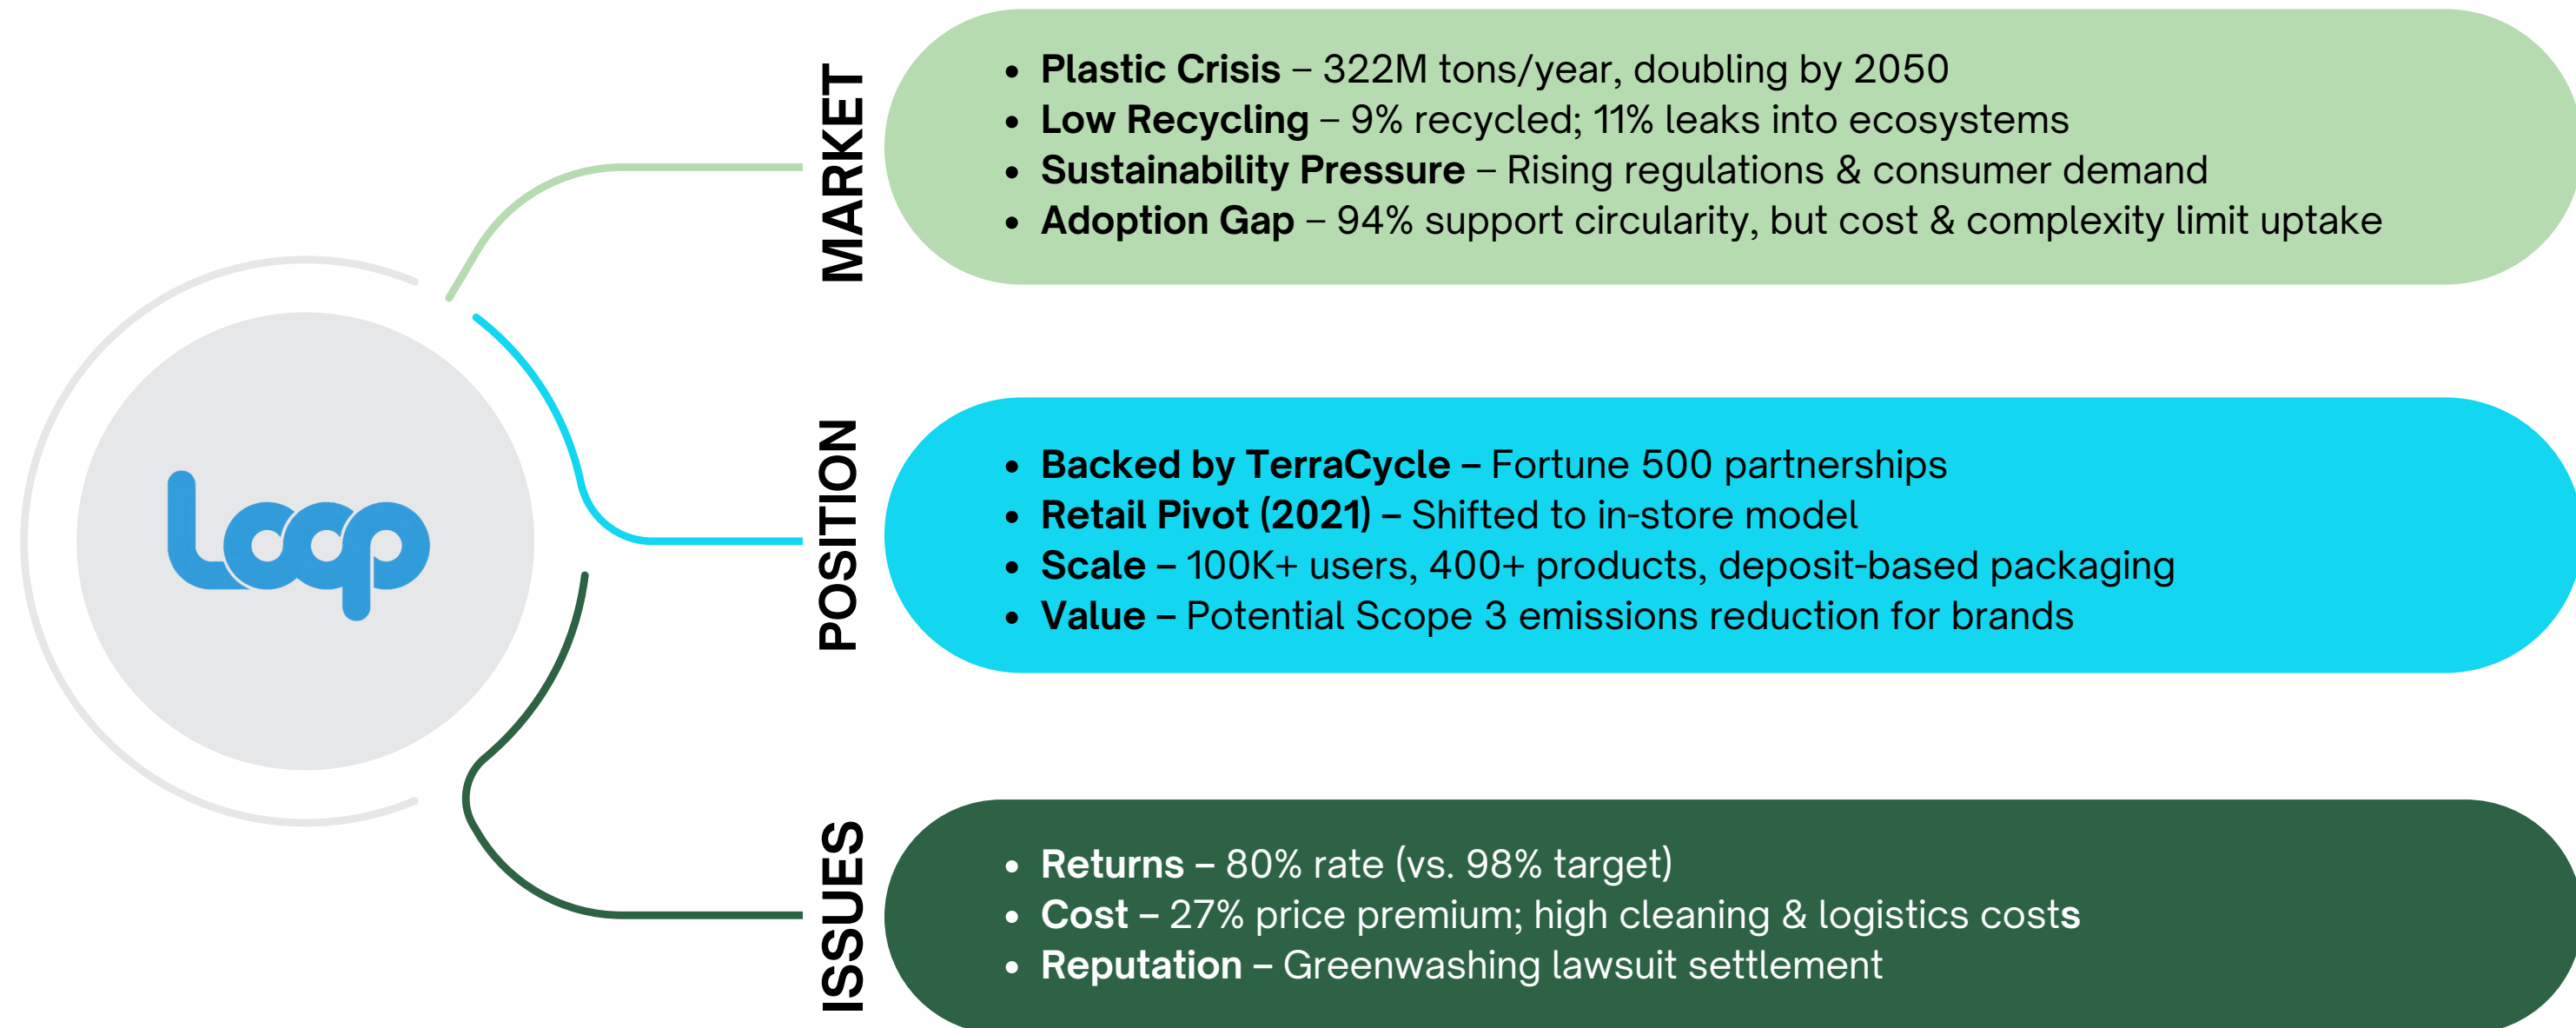 Loop
MARKET
• Plastic Crisis – 322M tons/year, doubling by 2050
• Low Recycling – 9% recycled; 11% leaks into ecosystems
• Sustainability Pressure – Rising regulations & consumer demand
• Adoption Gap – 94% support circularity, but cost & complexity limit uptake
POSITION
• Backed by TerraCycle – Fortune 500 partnerships
• Retail Pivot (2021) – Shifted to in-store model
• Scale – 100K+ users, 400+ products, deposit-based packaging
• Value – Potential Scope 3 emissions reduction for brands
ISSUES
• Returns – 80% rate (vs. 98% target)
• Cost – 27% price premium; high cleaning & logistics costs
• Reputation – Greenwashing lawsuit settlement